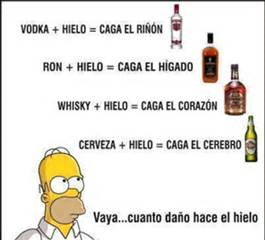 VODKA + HIELO = CAGA EL RIÑÓN
RON + HIELO = CAGA EL HÍGADO
WHISKY + HIELO = CAGA EL CORAZÓN
CERVEZA + HIELO = CAGA EL CEREBRO
Vaya...cuanto daño hace el hielo